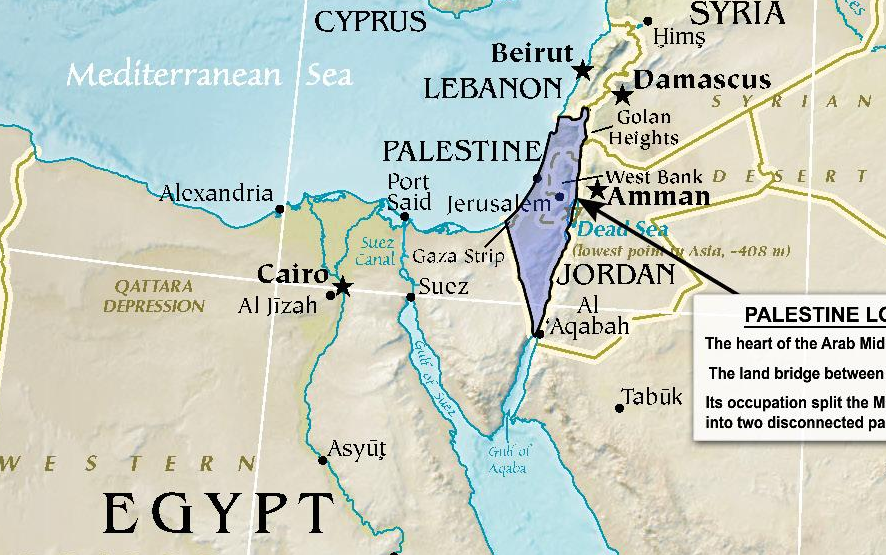 CYPRUS
SYRIA
Ḥimş
Beirut
Mediterranean Sea
LEBANON
Damascus
SYRIAN
Golan
Heights
PALESTINE
West Bank
DESERT
Port
Said
Alexandria
Jerusalem
Amman
Dead Sea
(lowest point in Asia, -408 m)
Suez
Canal
Gaza Strip
Cairo
JORDAN
QATTARA
DEPRESSION
Suez
Al Jīzah
Al
'Aqabah
PALESTINE LO
The heart of the Arab Mid
The land bridge between
Its occupation split the M
into two disconnected pa
Gulf of Suez
Tabūk
Asyūţ
Gulf of
Aqaba
WESTERN
EGYPT